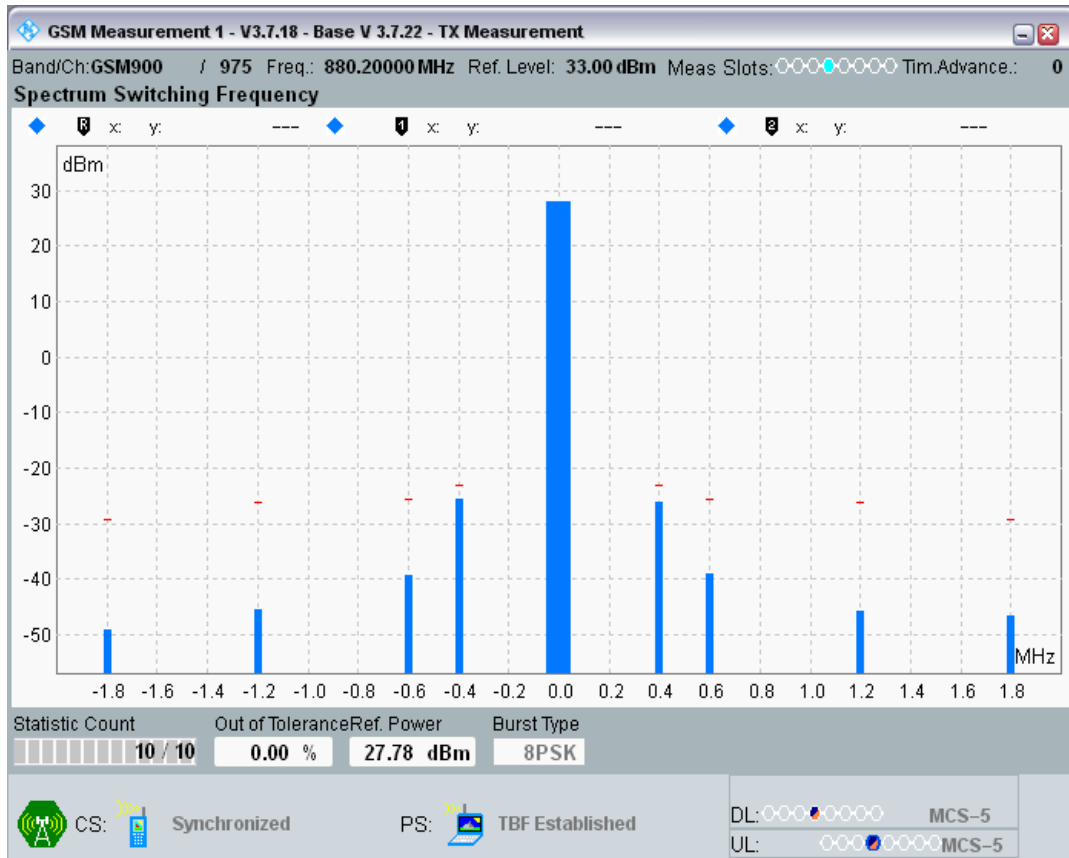 GSM Measurement 1 - V3.7.18 - Base V 3.7.22 - TX Measurement
Band/Ch:GSM900 / 975 Freq.: 880.20000 MHz Ref. Level: 33.00 dBm Meas Slots: Tim.Advance.: 0
Spectrum Switching Frequency
R x: y: --- 1 x: y: --- 2 x: y: ---
dBm
30
20
10
0
-10
-20
-30
-40
-50
MHz
-1.8 -1.6 -1.4 -1.2 -1.0 -0.8 -0.6 -0.4 -0.2 0.0 0.2 0.4 0.6 0.8 1.0 1.2 1.4 1.6 1.8
Statistic Count Out of Tolerance Ref. Power Burst Type
10 / 10 0.00 % 27.78 dBm 8PSK
CS: Synchronized PS: TBF Established
DL: MCS-5
UL: MCS-5